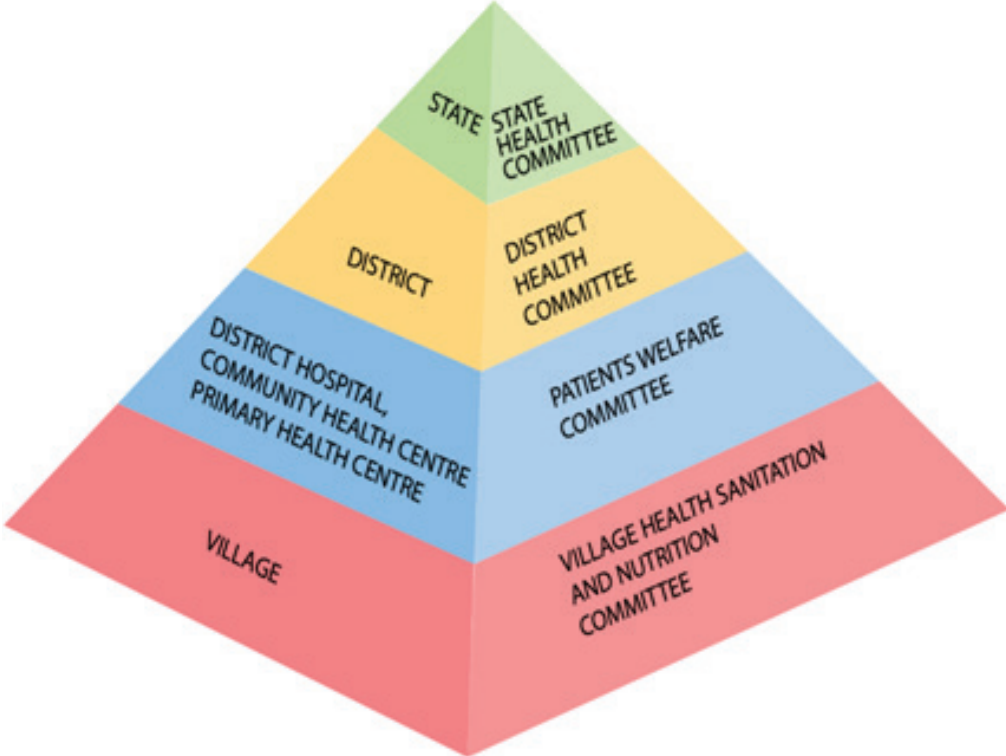 STATE
STATE
HEALTH
COMMITTEE
DISTRICT
DISTRICT
HEALTH
COMMITTEE
DISTRICT HOSPITAL,
COMMUNITY HEALTH CENTRE
PRIMARY HEALTH CENTRE
PATIENTS WELFARE
COMMITTEE
VILLAGE
VILLAGE HEALTH SANITATION
AND NUTRITION
COMMITTEE